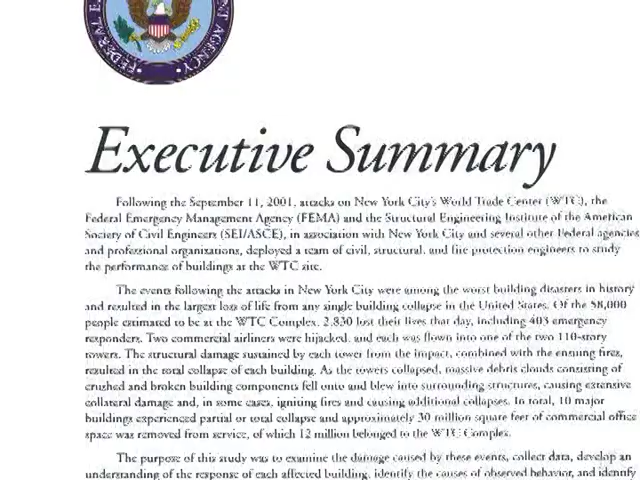 FEDERAL E
T AGENCY
Executive Summary
Following the September 11, 2001, attacks on New York City's World Trade Center (WTC), the
Federal Emergency Management Agency (FEMA) and the Structural Engineering Institute of the American
Society of Civil Engineers (SEI/ASCE), in association with New York City and several other Federal agencies
and professional organizations, deployed a team of civil, structural, and fire protection engineers to study
the performance of buildings at the WTC site.
The events following the attacks in New York City were among the worst building disasters in history
and resulted in the largest loss of life from any single building collapse in the United States. Of the 58,000
people estimated to be at the WTC Complex, 2,830 lost their lives that day, including 403 emergency
responders. Two commercial airliners were hijacked, and each was flown into one of the two 110-story
towers. The structural damage sustained by each tower from the impact, combined with the ensuing fires,
resulted in the total collapse of each building. As the towers collapsed, massive debris clouds consisting of
crushed and broken building components fell onto and blew into surrounding structures, causing extensive
collateral damage and, in some cases, igniting fires and causing additional collapses. In total, 10 major
buildings experienced partial or total collapse and approximately 30 million square feet of commercial office
space was removed from service, of which 12 million belonged to the WTC Complex.
The purpose of this study was to examine the damage caused by these events, collect data, develop an
understanding of the response of each affected building, identify the causes of observed behavior, and identify